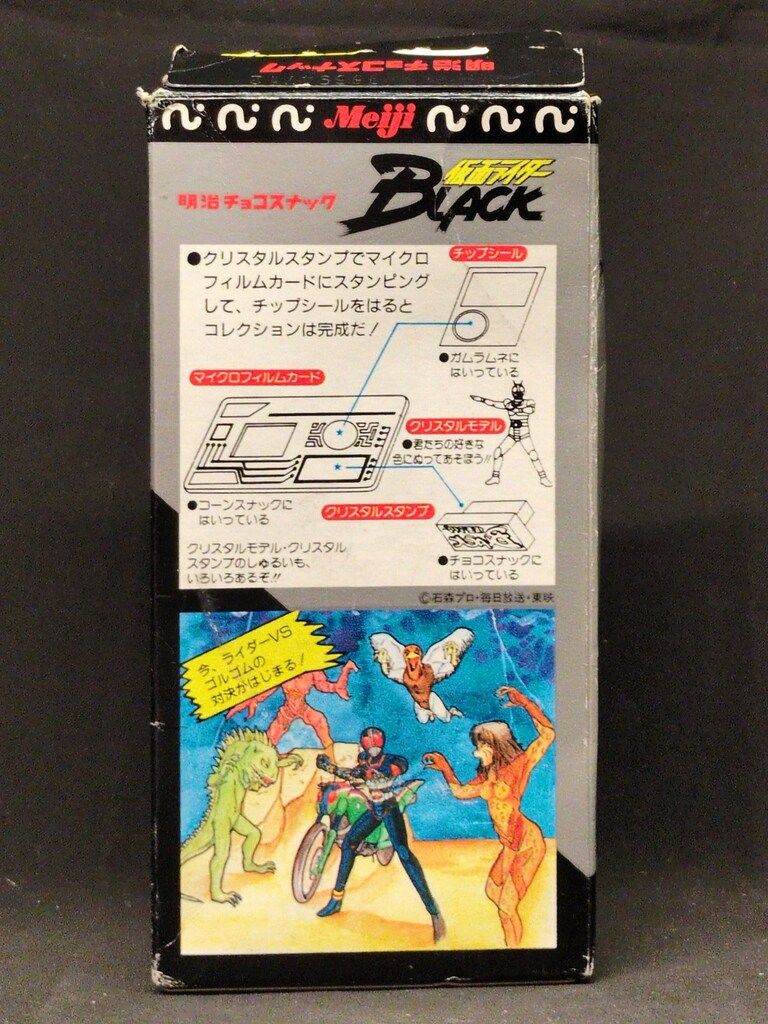 明治チョコスナック
Meiji
仮面ライダー
BLACK
明治チョコスナック
●クリスタルスタンプでマイクロ
フィルムカードにスタンピング
して、チップシールをはると
コレクションは完成だ!
チップシール
●ガムラムネに
はいっている
マイクロフィルムカード
クリスタルモデル
●君たちの好きな
色にぬってあそぼう!!
●コーンスナックに
はいっている
クリスタルスタンプ
●チョコスナックに
はいっている
クリスタルモデル・クリスタル
スタンプのしゅるいも、
いろいろあるぞ!!
©石森プロ・毎日放送・東映
今、ライダーVS
ゴルゴムの
対決がはじまる!